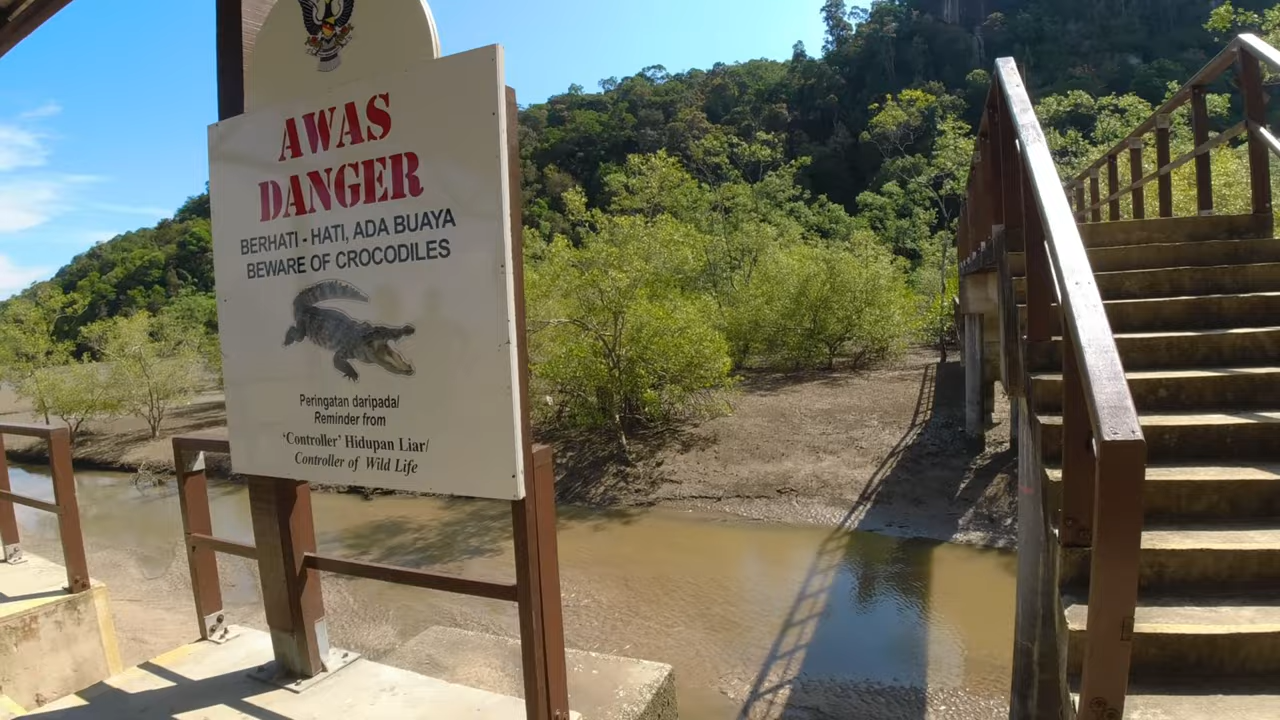 AWAS
DANGER
BERHATI - HATI, ADA BUAYA
BEWARE OF CROCODILES
Peringatan daripada/
Reminder from
‘Controller’ Hidupan Liar/
Controller of Wild Life